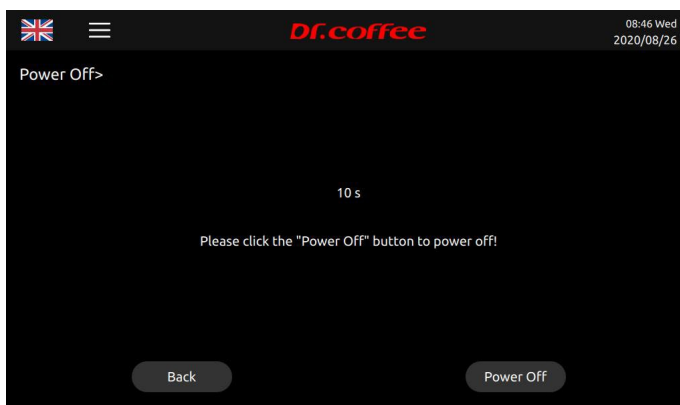 Dr.coffee
08:46 Wed
2020/08/26
Power Off>
10 s
Please click the "Power Off" button to power off!
Back
Power Off